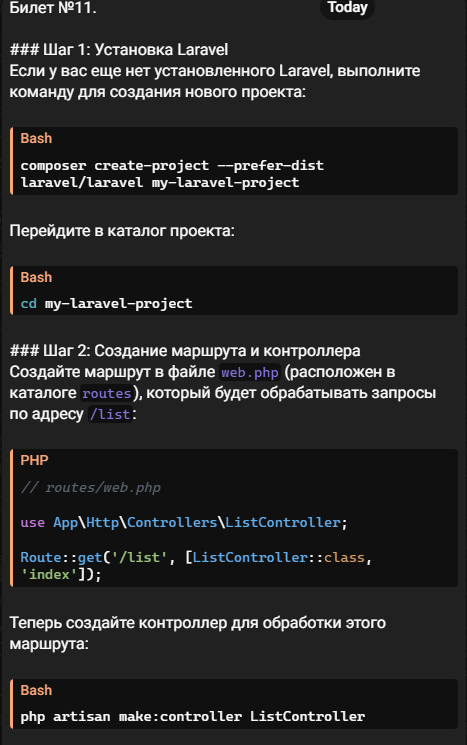 Билет №11.
Today
### Шаг 1: Установка Laravel
Если у вас еще нет установленного Laravel, выполните
команду для создания нового проекта:
Bash
composer create-project --prefer-dist
laravel/laravel my-laravel-project
Перейдите в каталог проекта:
Bash
cd my-laravel-project
### Шаг 2: Создание маршрута и контроллера
Создайте маршрут в файле web.php (расположен в
каталоге routes), который будет обрабатывать запросы
по адресу /list:
PHP
// routes/web.php
use App\Http\Controllers\ListController;
Route::get('/list', [ListController::class,
'index']);
Теперь создайте контроллер для обработки этого
маршрута:
Bash
php artisan make:controller ListController